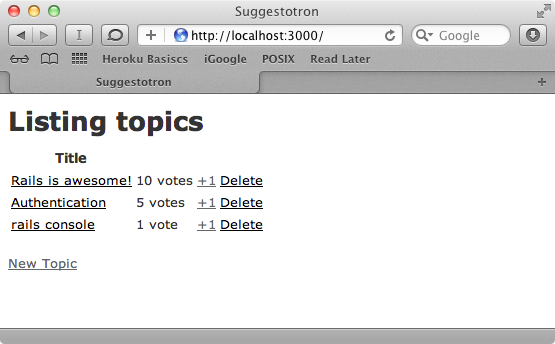 Suggestotron
http://localhost:3000/
Google
Heroku Basiscs iGoogle POSIX Read Later
Suggestotron
Listing topics
Title
Rails is awesome! 10 votes +1 Delete
Authentication 5 votes +1 Delete
rails console 1 vote +1 Delete
New Topic